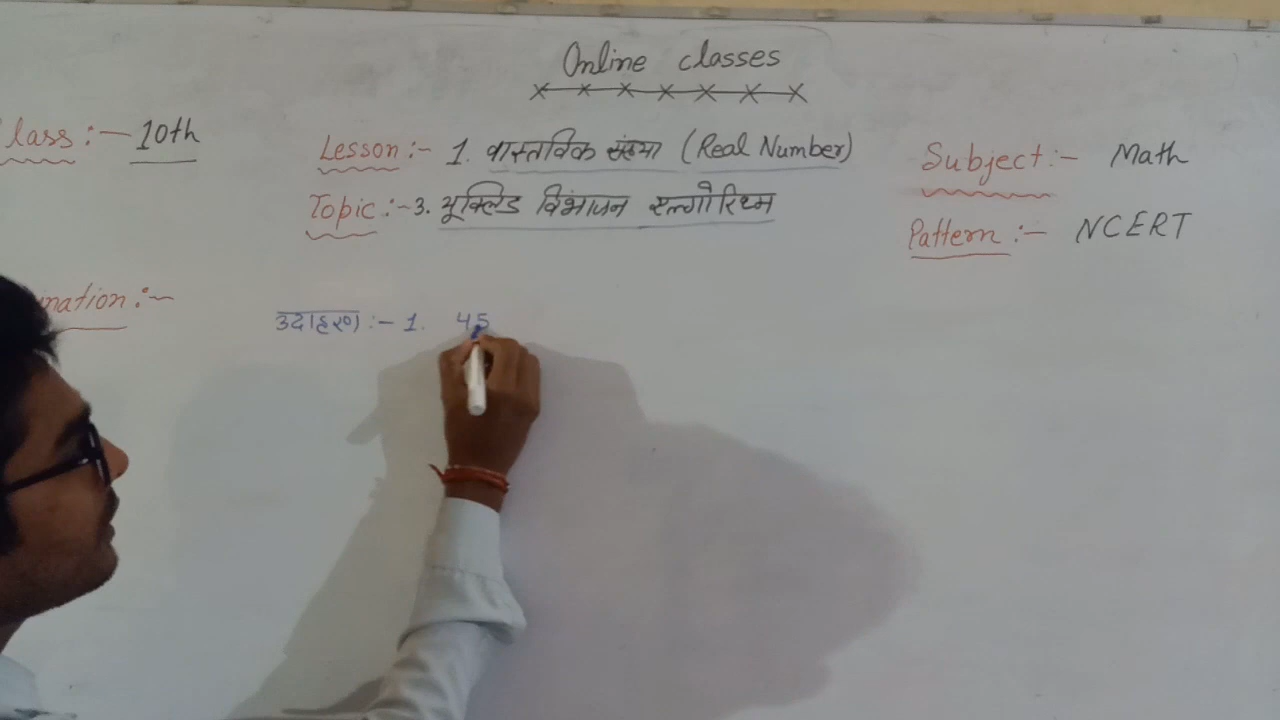 Online classes
lass :- 10th
Lesson :- 1. वास्तविक संख्या (Real Number)
Subject :- Math
Topic :- 3. यूक्लिड विभाजन एल्गोरिथ्म
Pattern :- NCERT
nation :-
उदाहरण :- 1. 45